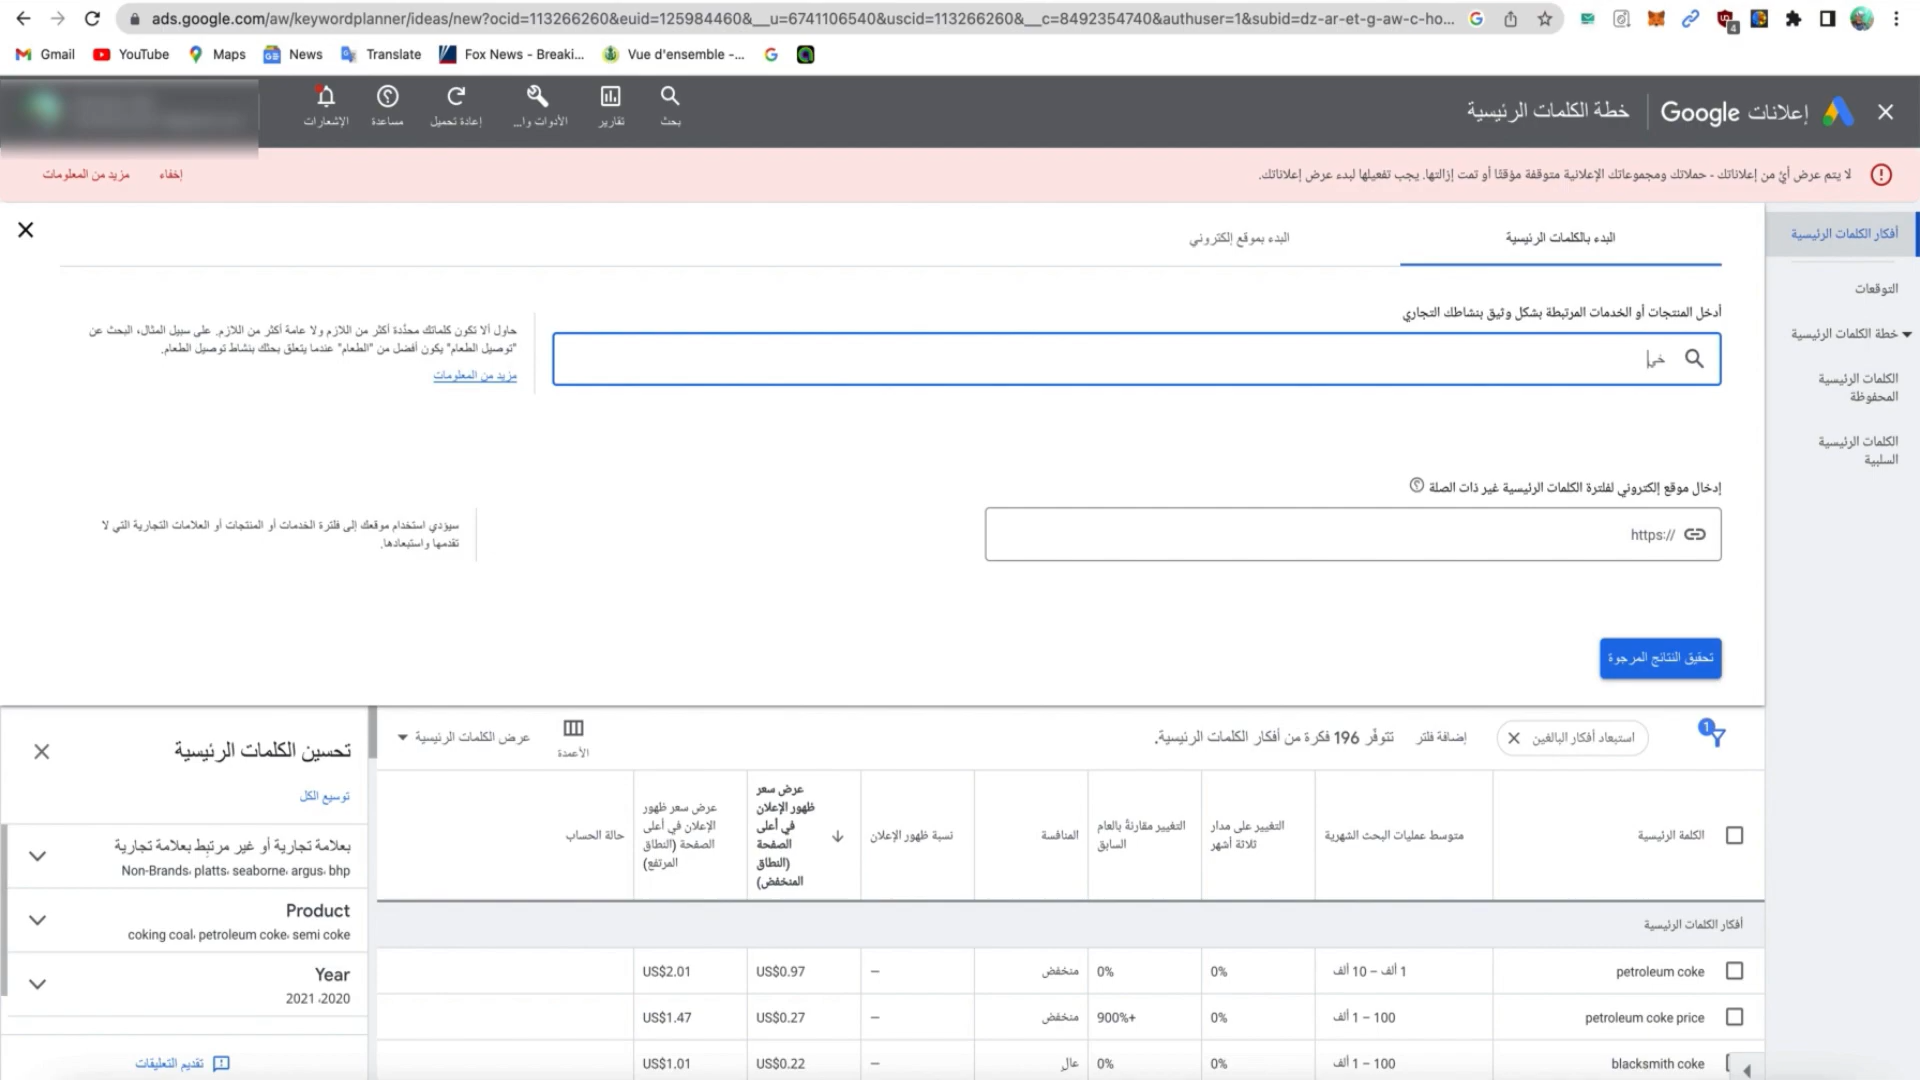 ads.google.com/aw/keywordplanner/ideas/new?ocid=113266260&euid=125984460&__u=6741106540&uscid=113266260&__c=8492354740&authuser=1&subid=dz-ar-et-g-aw-c-ho...
4
Gmail
YouTube
Maps
News
Translate
Fox News - Breaki...
Vue d'ensemble -...
إعلانات Google
خطة الكلمات الرئيسية
بحث
تقارير
الأدوات وا...
إعادة تحميل
مساعدة
الإشعارات
لا يتم عرض أيٌ من إعلاناتك - حملاتك ومجموعاتك الإعلانية متوقفة مؤقتًا أو تمت إزالتها. يجب تفعيلها لبدء عرض إعلاناتك.
إخفاء
مزيد من المعلومات
أفكار الكلمات الرئيسية
التوقعات
خطة الكلمات الرئيسية
الكلمات الرئيسية
المحفوظة
الكلمات الرئيسية
السلبية
البدء بالكلمات الرئيسية
البدء بموقع إلكتروني
أدخل المنتجات أو الخدمات المرتبطة بشكل وثيق بنشاطك التجاري
خي
حاول ألا تكون كلماتك محدَّدة أكثر من اللازم ولا عامة أكثر من اللازم. على سبيل المثال، البحث عن
"توصيل الطعام" يكون أفضل من "الطعام" عندما يتعلق بحثك بنشاط توصيل الطعام.
مزيد من المعلومات
إدخال موقع إلكتروني لفلترة الكلمات الرئيسية غير ذات الصلة
https://
سيؤدي استخدام موقعك إلى فلترة الخدمات أو المنتجات أو العلامات التجارية التي لا
تقدمها واستبعادها.
تحقيق النتائج المرجوة
1
استبعاد أفكار البالغين
إضافة فلتر
تتوفّر 196 فكرة من أفكار الكلمات الرئيسية.
الأعمدة
عرض الكلمات الرئيسية
الكلمة الرئيسية
متوسط عمليات البحث الشهرية
التغيير على مدار
ثلاثة أشهر
التغيير مقارنةً بالعام
السابق
المنافسة
نسبة ظهور الإعلان
عرض سعر
ظهور الإعلان
في أعلى
الصفحة
(النطاق
المنخفض)
عرض سعر ظهور
الإعلان في أعلى
الصفحة (النطاق
المرتفع)
حالة الحساب
أفكار الكلمات الرئيسية
petroleum coke
1 ألف – 10 ألف
0%
0%
منخفض
–
US$0.97
US$2.01
petroleum coke price
100 – 1 ألف
0%
900%+
منخفض
–
US$0.27
US$1.47
blacksmith coke
100 – 1 ألف
0%
0%
عالٍ
–
US$0.22
US$1.01
تحسين الكلمات الرئيسية
توسيع الكل
بعلامة تجارية أو غير مرتبِط بعلامة تجارية
Non-Brands، platts، seaborne، argus، bhp
Product
coking coal، petroleum coke، semi coke
Year
2021 ،2020
تقديم التعليقات